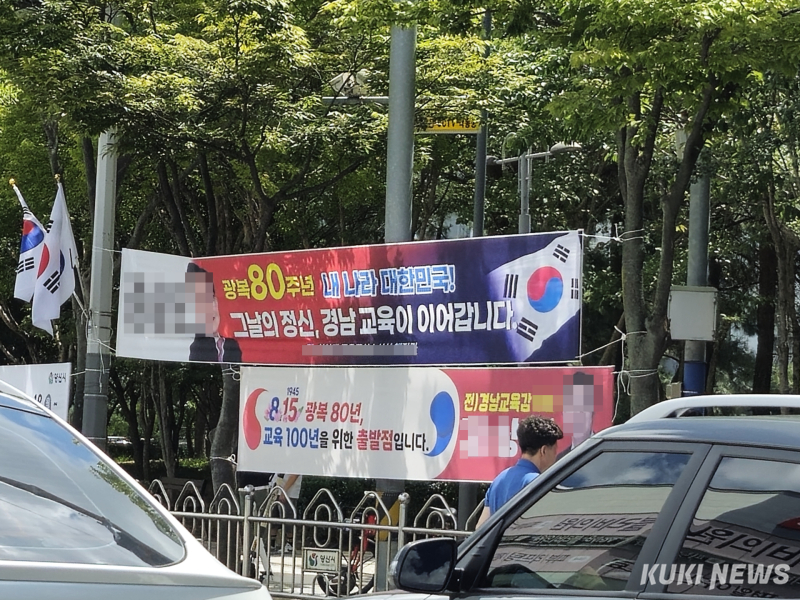 광복80주년 내 나라 대한민국!
그날의 정신, 경남 교육이 이어갑니다.
1945
8.15 광복 80년,
교육 100년을 위한 출발점입니다.
전)경남교육감
양산시
KUKI NEWS